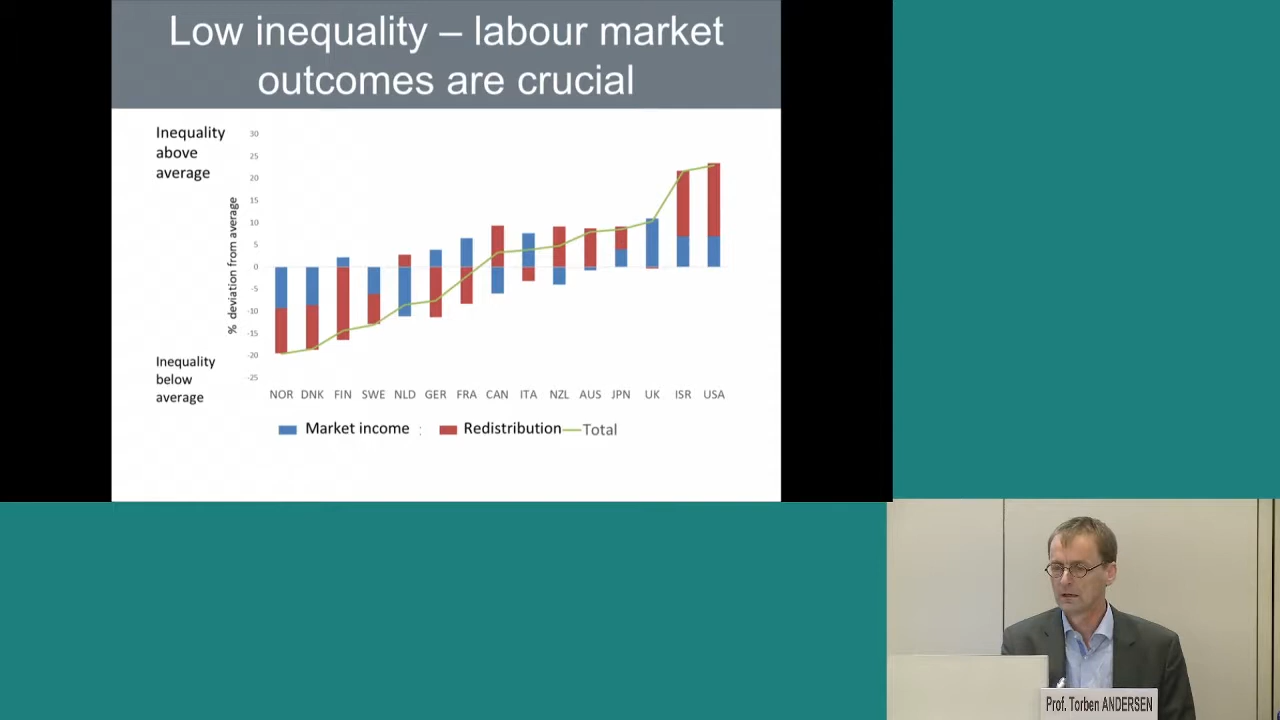 Low inequality – labour market
outcomes are crucial
Inequality
above
average
% deviation from average
30
25
20
15
10
5
0
-5
-10
-15
-20
-25
Inequality
below
average
NOR DNK FIN SWE NLD GER FRA CAN ITA NZL AUS JPN UK ISR USA
Market income : Redistribution Total
Prof. Torben ANDERSEN